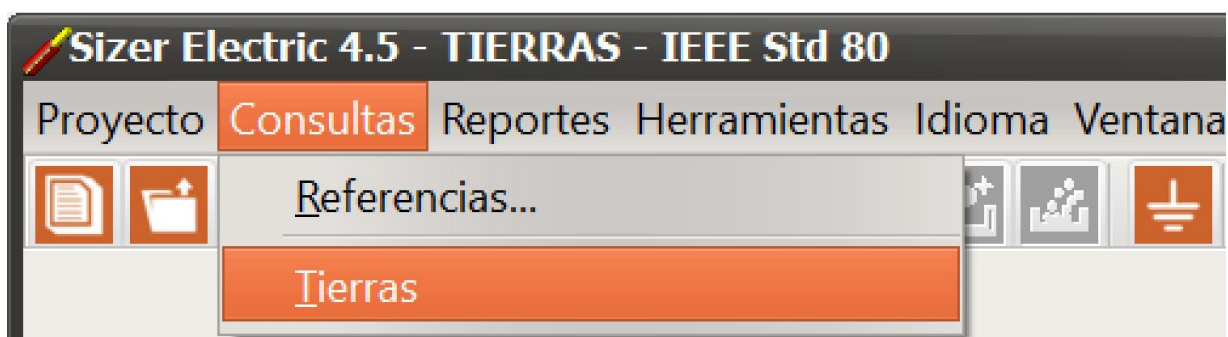 Sizer Electric 4.5 - TIERRAS - IEEE Std 80
Proyecto Consultas Reportes Herramientas Idioma Ventana
Referencias...
Tierras